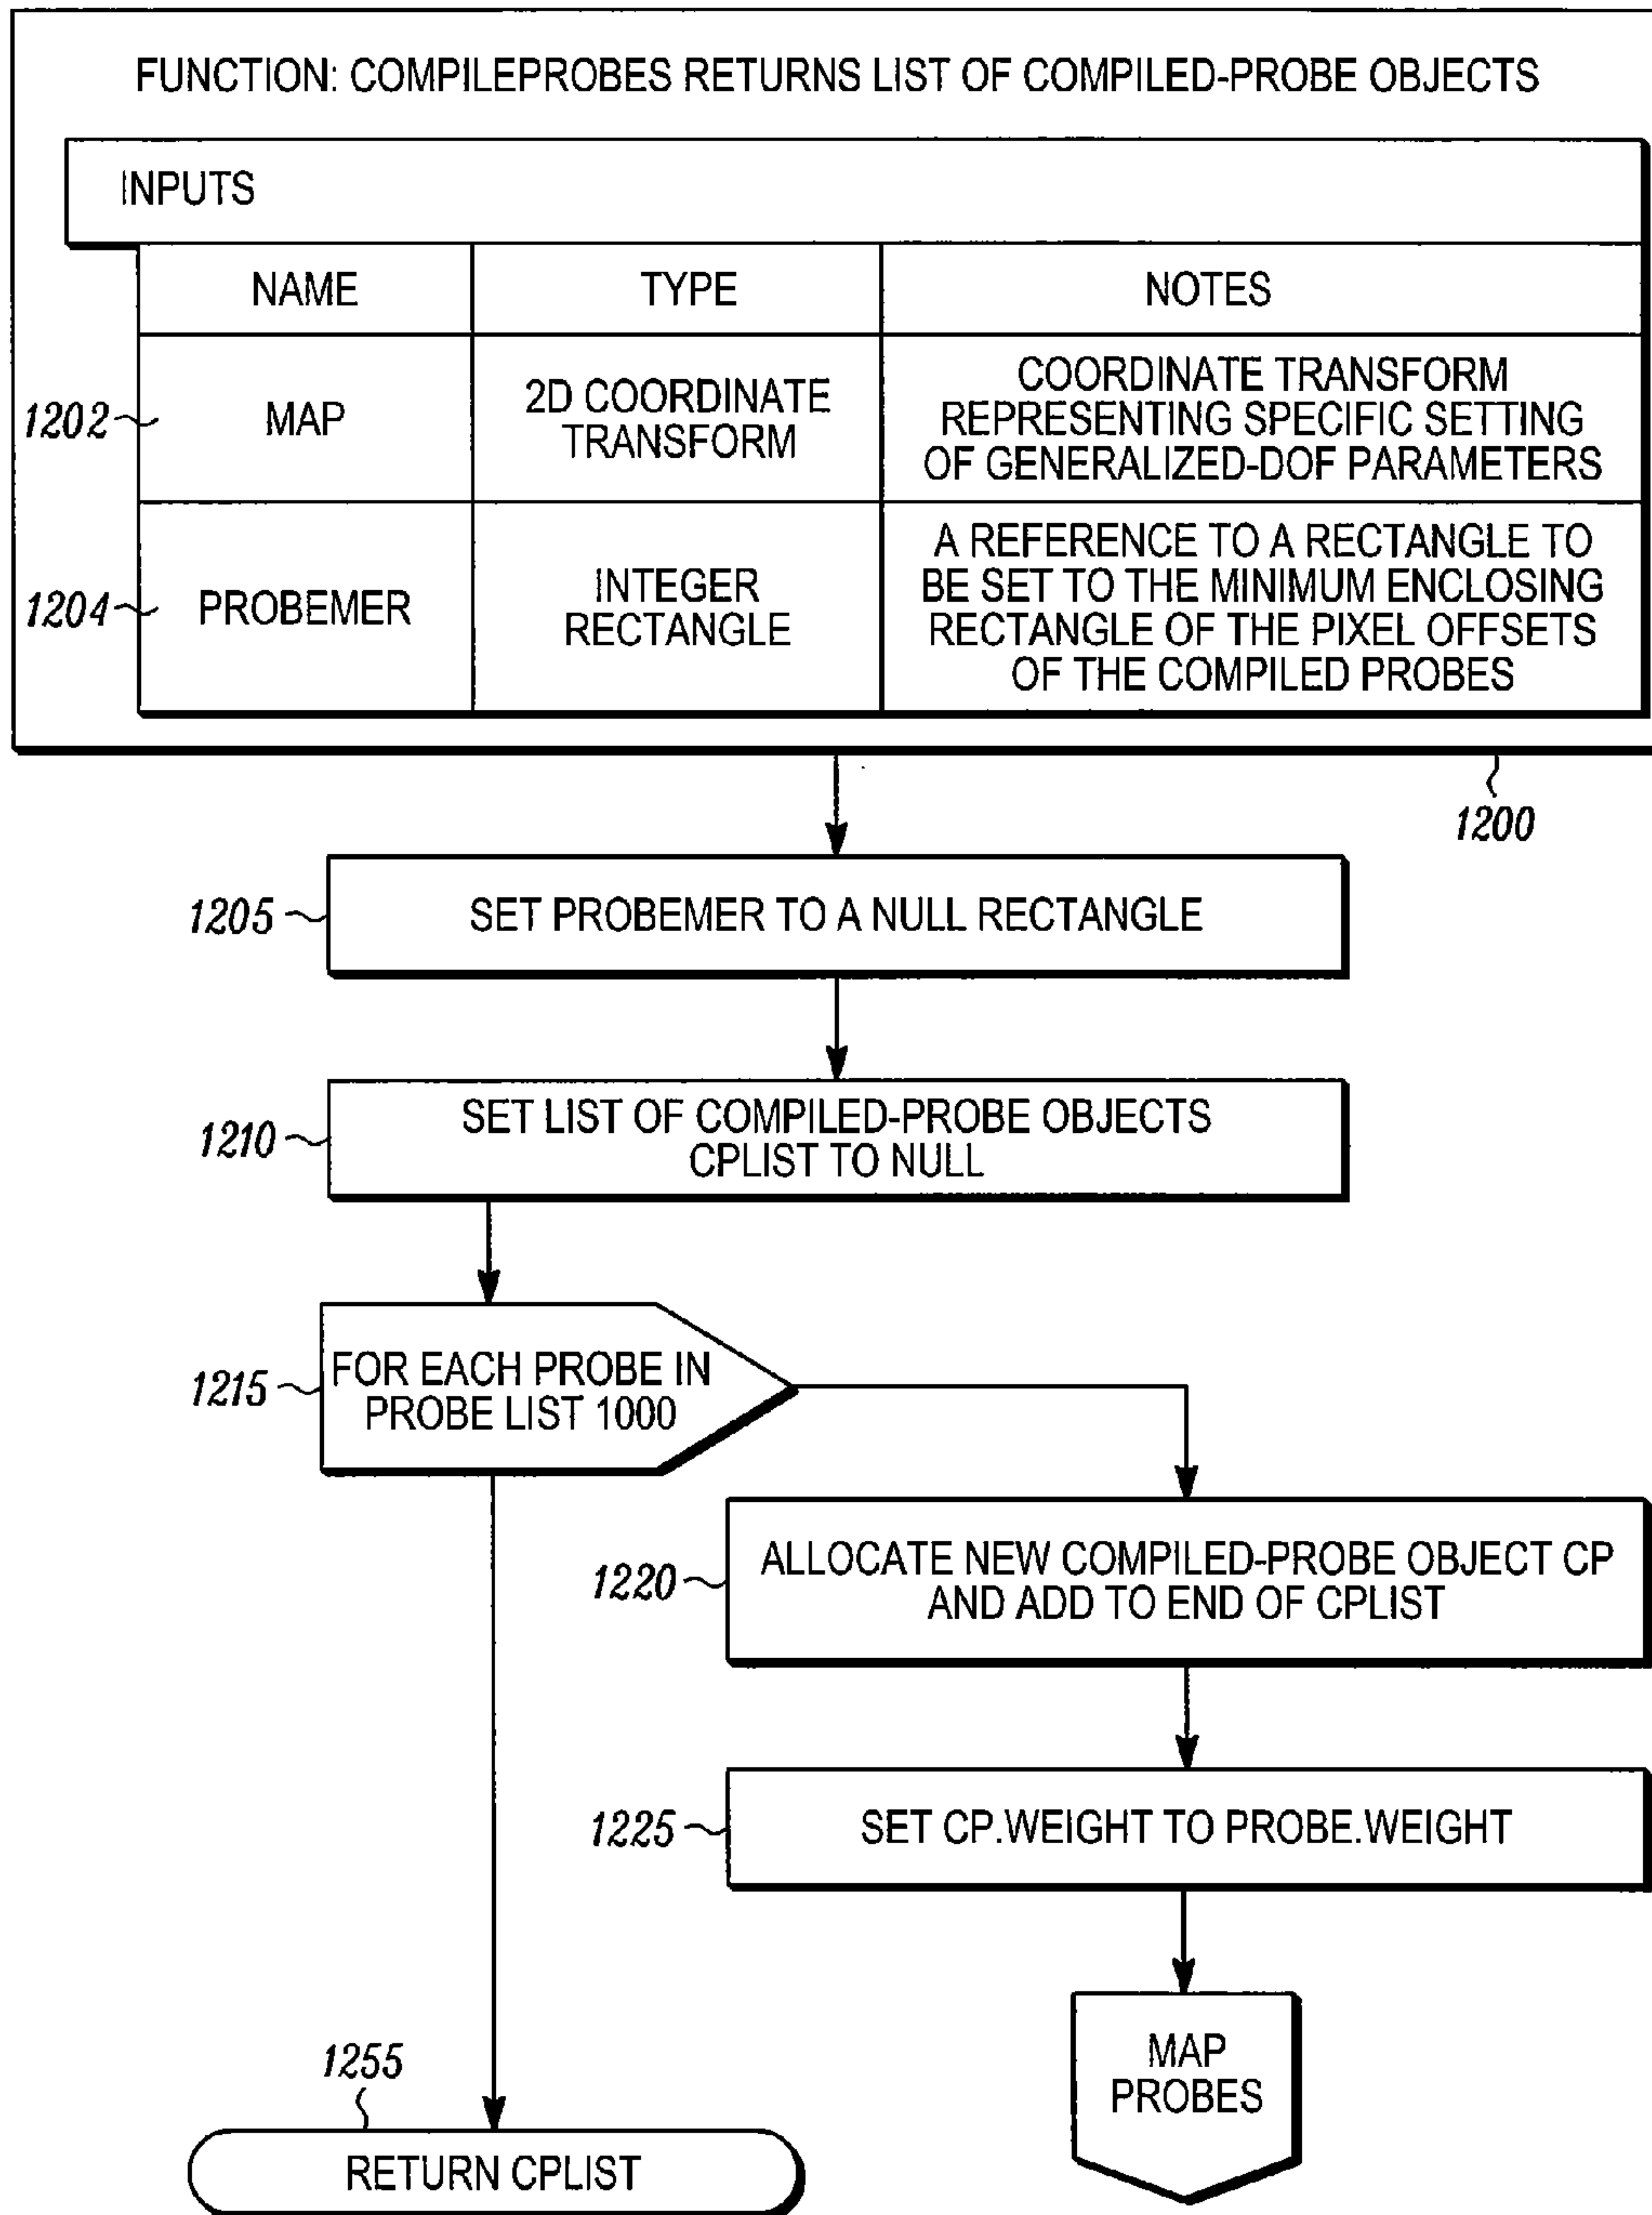 FUNCTION: COMPILEPROBES RETURNS LIST OF COMPILED-PROBE OBJECTS
INPUTS
NAME
TYPE
NOTES
1202
MAP
2D COORDINATE
TRANSFORM
COORDINATE TRANSFORM
REPRESENTING SPECIFIC SETTING
OF GENERALIZED-DOF PARAMETERS
1204
PROBEMER
INTEGER
RECTANGLE
A REFERENCE TO A RECTANGLE TO
BE SET TO THE MINIMUM ENCLOSING
RECTANGLE OF THE PIXEL OFFSETS
OF THE COMPILED PROBES
1200
1205
SET PROBEMER TO A NULL RECTANGLE
1210
SET LIST OF COMPILED-PROBE OBJECTS
CPLIST TO NULL
1215
FOR EACH PROBE IN
PROBE LIST 1000
1220
ALLOCATE NEW COMPILED-PROBE OBJECT CP
AND ADD TO END OF CPLIST
1225
SET CP.WEIGHT TO PROBE.WEIGHT
MAP
PROBES
1255
RETURN CPLIST